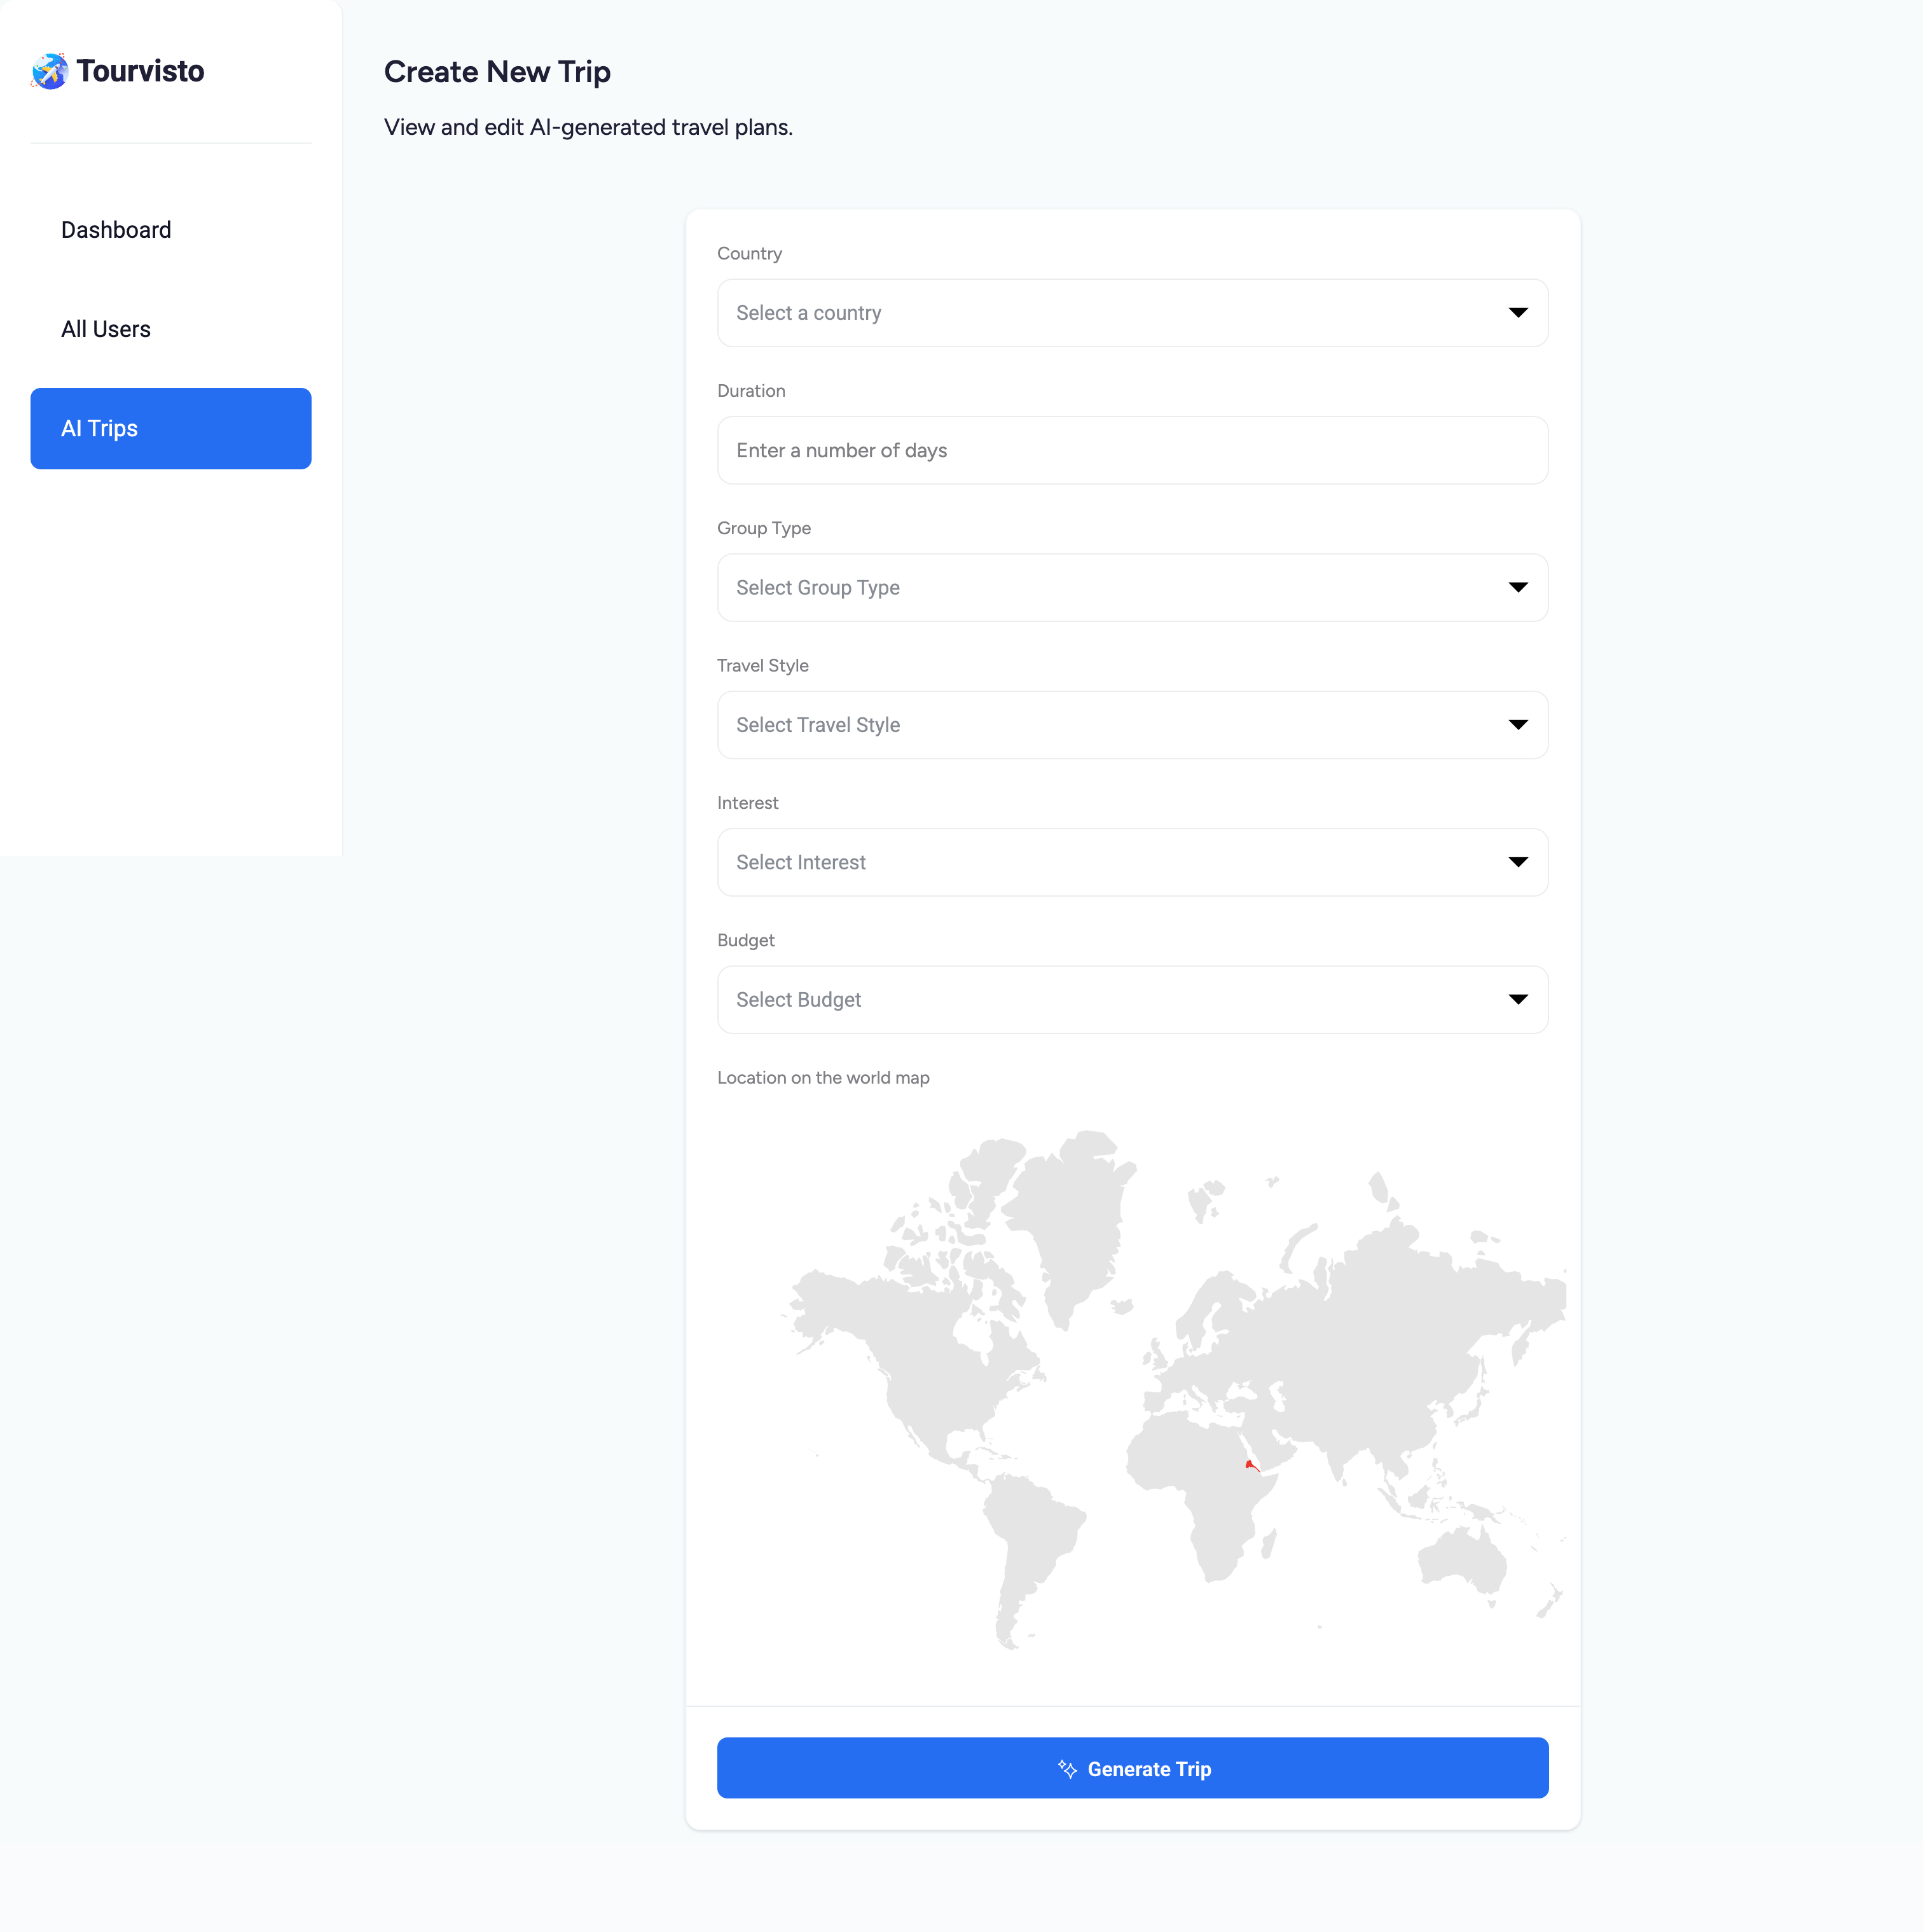 Tourvisto
Dashboard
All Users
AI Trips
Create New Trip
View and edit AI-generated travel plans.
Country
Select a country
Duration
Enter a number of days
Group Type
Select Group Type
Travel Style
Select Travel Style
Interest
Select Interest
Budget
Select Budget
Location on the world map
Generate Trip